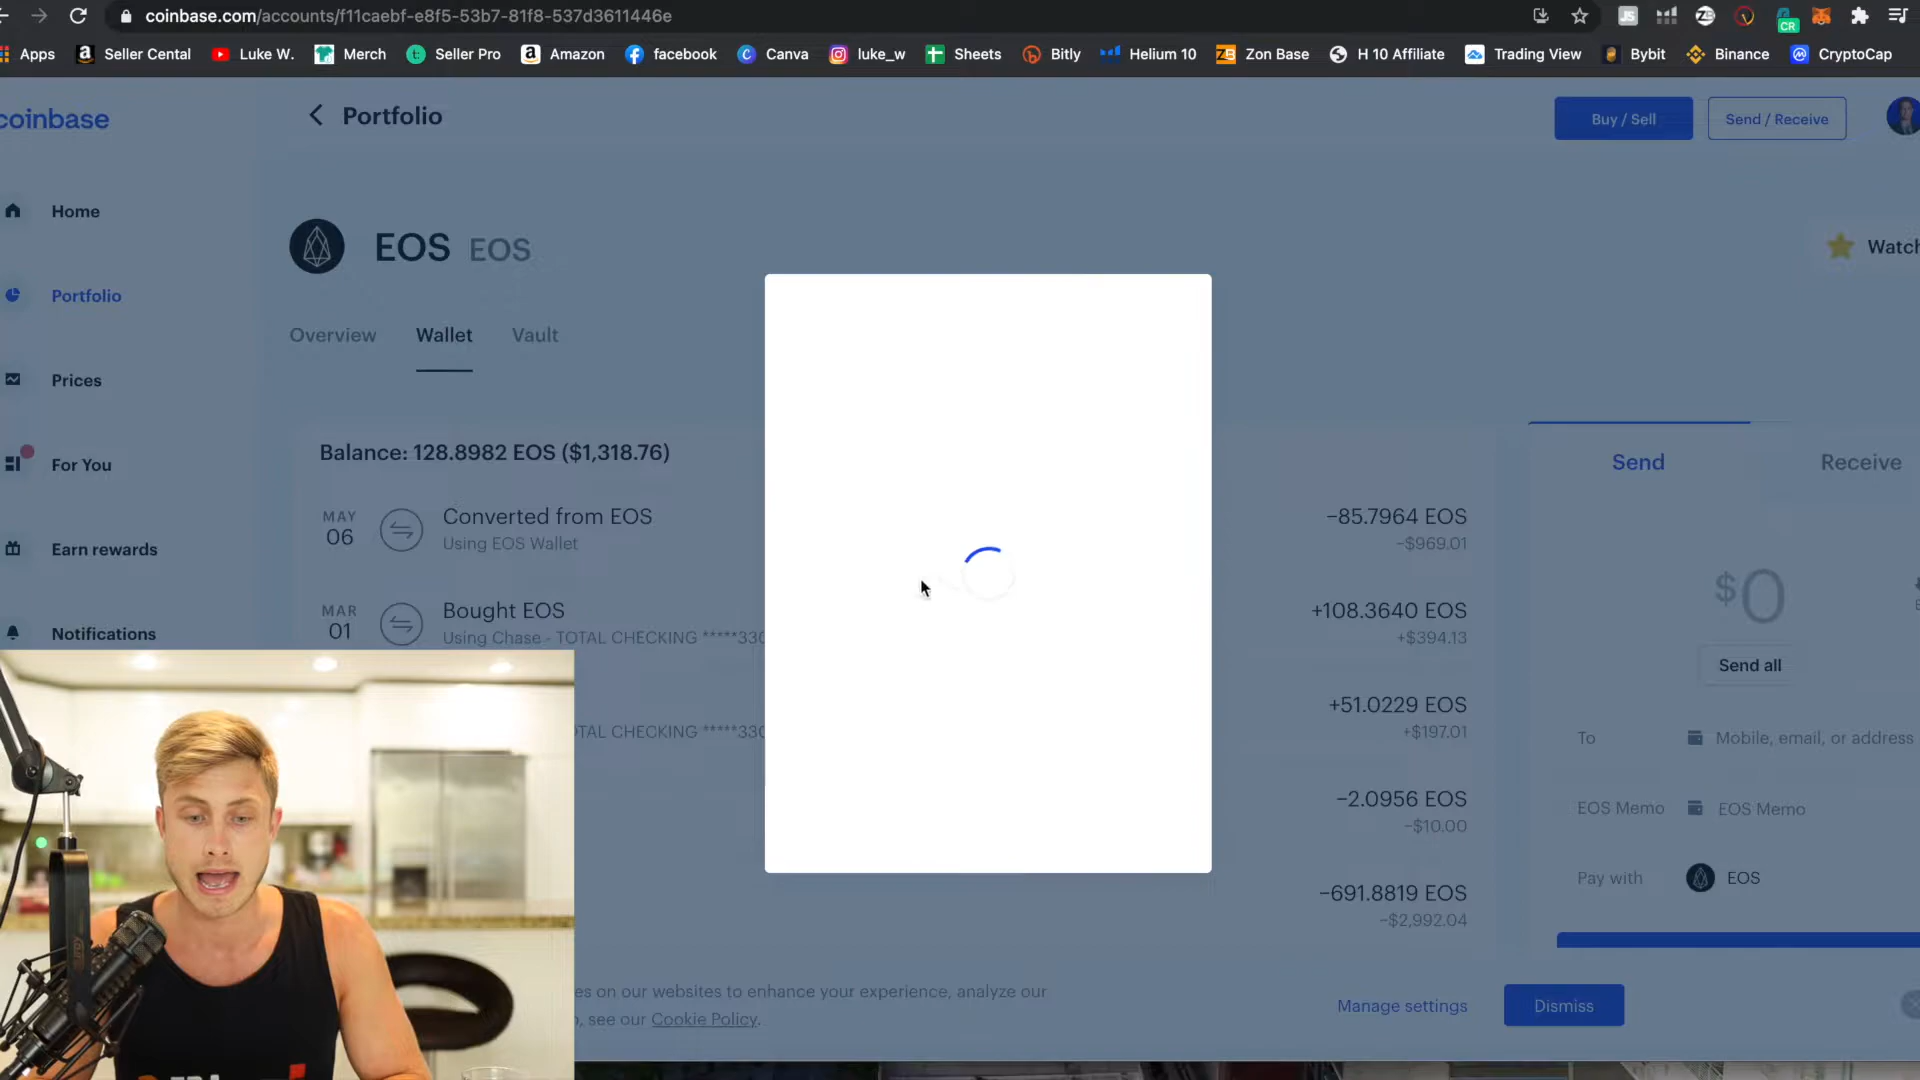 coinbase.com/accounts/f11caebf-e8f5-53b7-81f8-537d3611446e
Apps Seller Cental Luke W. Merch Seller Pro Amazon facebook Canva luke_w Sheets Bitly Helium 10 Zon Base H 10 Affiliate Trading View Bybit Binance CryptoCap
coinbase
Portfolio
Buy / Sell
Send / Receive
Home
Portfolio
Prices
For You
Earn rewards
Notifications
EOS EOS
Watch
Overview Wallet Vault
Balance: 128.8982 EOS ($1,318.76)
MAY
06
Converted from EOS
Using EOS Wallet
−85.7964 EOS
−$969.01
MAR
01
Bought EOS
Using Chase - TOTAL CHECKING *****330
+108.3640 EOS
+$394.13
TAL CHECKING *****330
+51.0229 EOS
+$197.01
−2.0956 EOS
−$10.00
−691.8819 EOS
−$2,992.04
Send Receive
$0
Send all
To Mobile, email, or address
EOS Memo EOS Memo
Pay with EOS
es on our websites to enhance your experience, analyze our
, see our Cookie Policy.
Manage settings
Dismiss